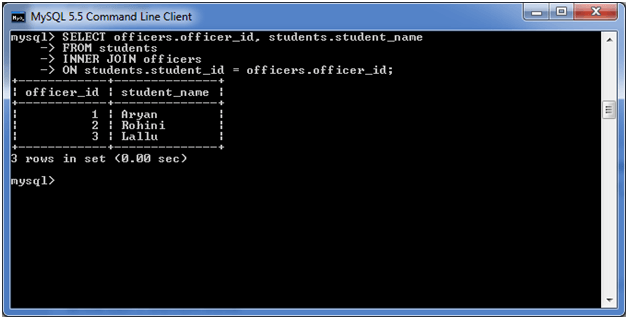 MySQL 5.5 Command Line Client
mysql> SELECT officers.officer_id, students.student_name
    -> FROM students
    -> INNER JOIN officers
    -> ON students.student_id = officers.officer_id;
+------------+--------------+
| officer_id | student_name |
+------------+--------------+
|          1 | Aryan        |
|          2 | Rohini       |
|          3 | Lallu        |
+------------+--------------+
3 rows in set (0.00 sec)
mysql>